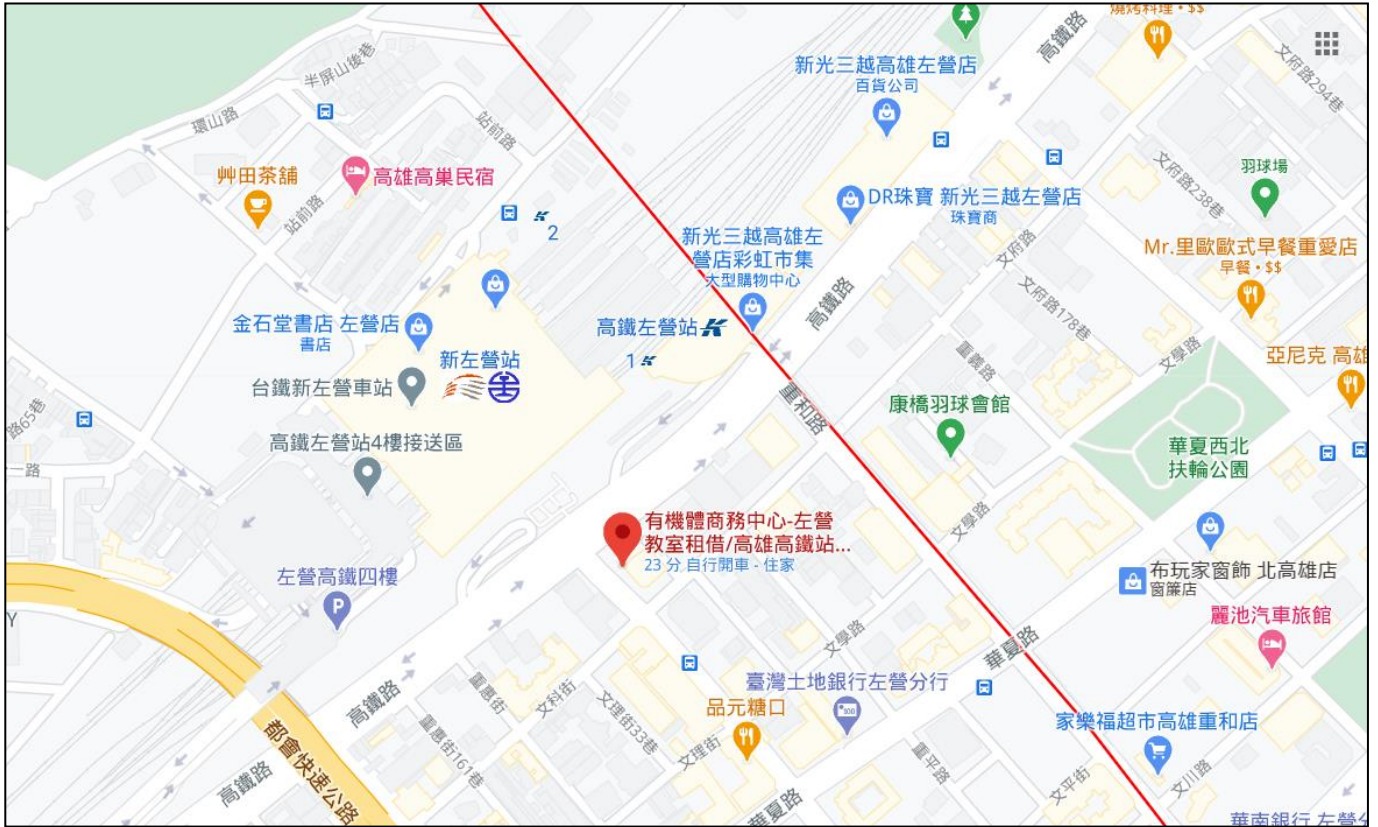 燒烤料理・$$
高鐵路
文府路294巷
新光三越高雄左營店
百貨公司
半屏山後巷
環山路
站前路
羽球場
文府路238巷
艸田茶舖
高雄高巢民宿
站前路
DR珠寶 新光三越左營店
珠寶商
2
新光三越高雄左
營店彩虹市集
大型購物中心
文府路
Mr.里歐歐式早餐重愛店
早餐・$$
文府路178巷
高鐵路
金石堂書店 左營店
書店
高鐵左營站
1
新左營站
重義路
文學路
亞尼克 高雄
台鐵新左營車站
重和路
康橋羽球會館
路65巷
高鐵左營站4樓接送區
華夏西北
扶輪公園
一路
文學路
有機體商務中心-左營
教室租借/高雄高鐵站...
23 分 自行開車 - 住家
左營高鐵四樓
P
布玩家窗飾 北高雄店
窗簾店
Y
麗池汽車旅館
文學路
華夏路
高鐵路
重惠街
文科街
臺灣土地銀行左營分行
品元糖口
文理街33巷
家樂福超市高雄重和店
都會快速公路
重惠街161巷
文理街
重平路
文平街
文川路
高鐵路
華夏路
華南銀行 左營分